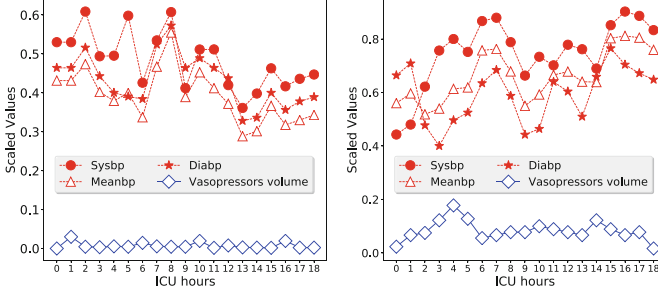 0.6
0.5
0.4
0.3
0.2
0.1
0.0
Scaled Values
Sysbp
Meanbp
Diabp
Vasopressors volume
0 1 2 3 4 5 6 7 8 9 10 11 12 13 14 15 16 17 18
ICU hours
0.8
0.6
0.4
0.2
0.0
Scaled Values
Sysbp
Meanbp
Diabp
Vasopressors volume
0 1 2 3 4 5 6 7 8 9 10 11 12 13 14 15 16 17 18
ICU hours